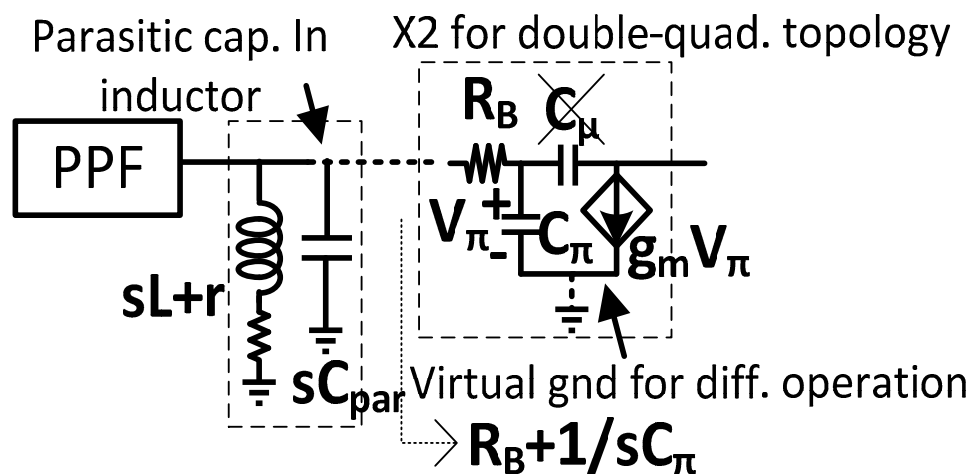 Parasitic cap. In
inductor
X2 for double-quad. topology
PPF
R_B
C_μ
V_π
+
-
C_π
g_mV_π
sL+r
sC_par
Virtual gnd for diff. operation
R_B+1/sC_π